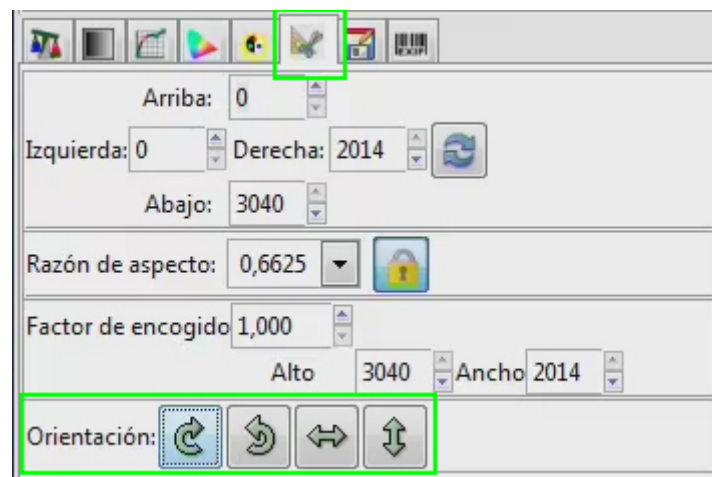 EXIF
Arriba: 0
Izquierda: 0 Derecha: 2014
Abajo: 3040
Razón de aspecto: 0,6625
Factor de encogido 1,000
Alto 3040 Ancho 2014
Orientación: